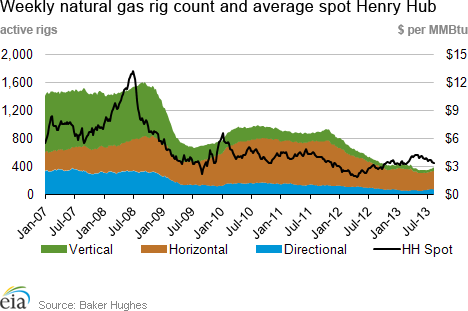 Weekly natural gas rig count and average spot Henry Hub
active rigs
$ per MMBtu
2,000
1,600
1,200
800
400
0
$15
$12
$9
$6
$3
$0
Jan-07
Jul-07
Jan-08
Jul-08
Jan-09
Jul-09
Jan-10
Jul-10
Jan-11
Jul-11
Jan-12
Jul-12
Jan-13
Jul-13
Vertical
Horizontal
Directional
HH Spot
eia
Source: Baker Hughes